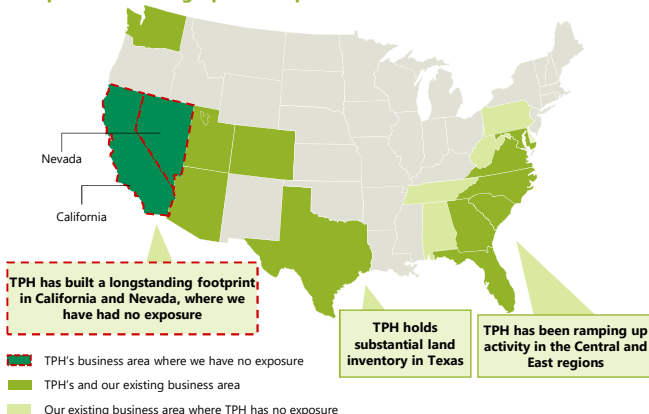 Nevada
California
TPH has built a longstanding footprint
in California and Nevada, where we
have had no exposure
TPH holds
substantial land
inventory in Texas
TPH has been ramping up
activity in the Central and
East regions
TPH's business area where we have no exposure
TPH's and our existing business area
Our existing business area where TPH has no exposure